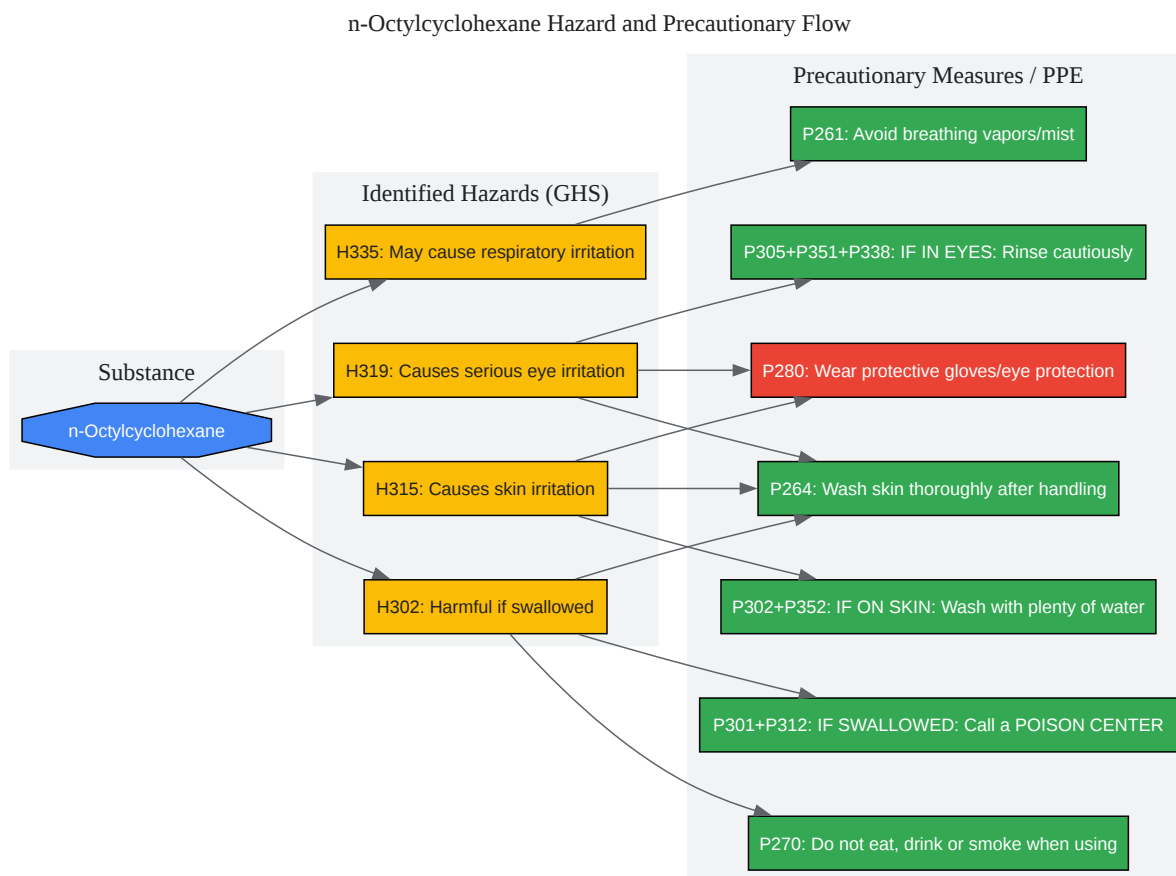 n-Octylcyclohexane Hazard and Precautionary Flow
Substance
n-Octylcyclohexane
Identified Hazards (GHS)
H335: May cause respiratory irritation
H319: Causes serious eye irritation
H315: Causes skin irritation
H302: Harmful if swallowed
Precautionary Measures / PPE
P261: Avoid breathing vapors/mist
P305+P351+P338: IF IN EYES: Rinse cautiously
P280: Wear protective gloves/eye protection
P264: Wash skin thoroughly after handling
P302+P352: IF ON SKIN: Wash with plenty of water
P301+P312: IF SWALLOWED: Call a POISON CENTER
P270: Do not eat, drink or smoke when using